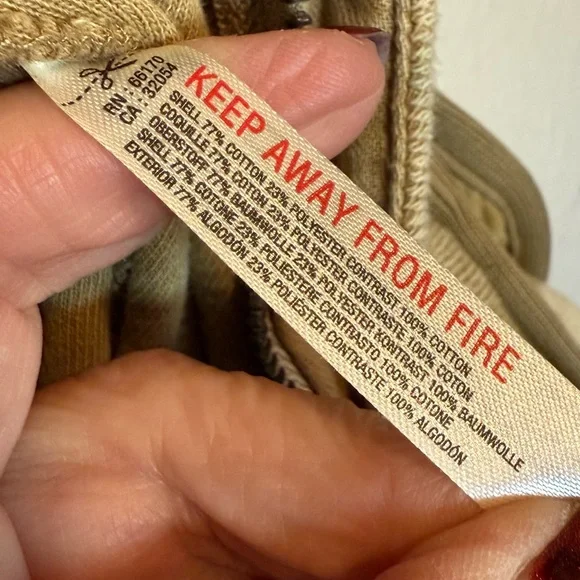 RN: 66170
CA: 32054
KEEP AWAY FROM FIRE
SHELL 77% COTTON 23% POLYESTER CONTRAST 100% COTTON
COQUILLE 77% COTON 23% POLYESTER CONTRASTE 100% COTON
OBERSTOFF 77% BAUMWOLLE 23% POLYESTER KONTRAST 100% BAUMWOLLE
SHELL 77% COTONE 23% POLIESTERE CONTRASTO 100% COTONE
EXTERIOR 77% ALGODÓN 23% POLIESTER CONTRASTE 100% ALGODÓN